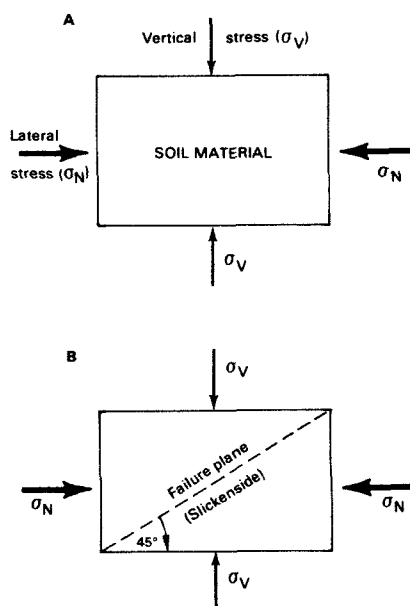 A
Vertical stress (σV)
Lateral
stress (σN)
SOIL MATERIAL
σN
σV
B
σV
Failure plane
(Slickenside)
σN
σN
45°
σV